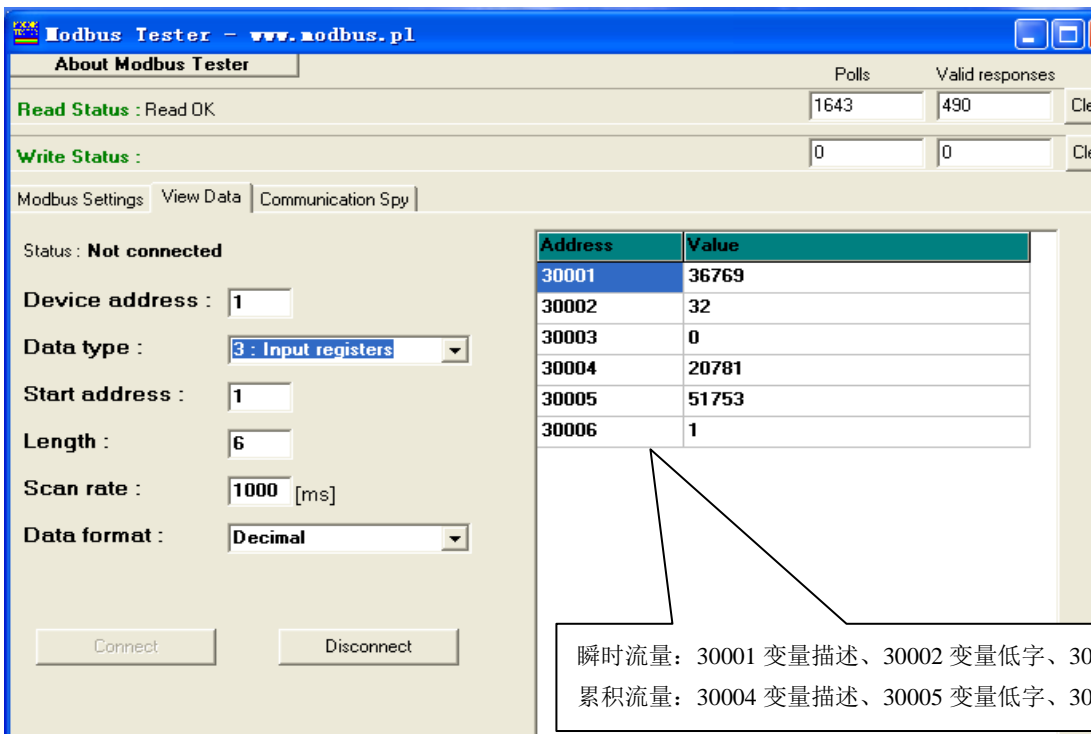 Modbus Tester - www.modbus.pl
About Modbus Tester
Polls Valid responses
Read Status : Read OK 1643 490 Cle
Write Status : 0 0 Cle
Modbus Settings View Data Communication Spy
Status : Not connected
Device address : 1
Data type : 3 : Input registers
Start address : 1
Length : 6
Scan rate : 1000 [ms]
Data format : Decimal
Connect Disconnect
Address Value
30001 36769
30002 32
30003 0
30004 20781
30005 51753
30006 1
瞬时流量：30001 变量描述、30002 变量低字、30
累积流量：30004 变量描述、30005 变量低字、30